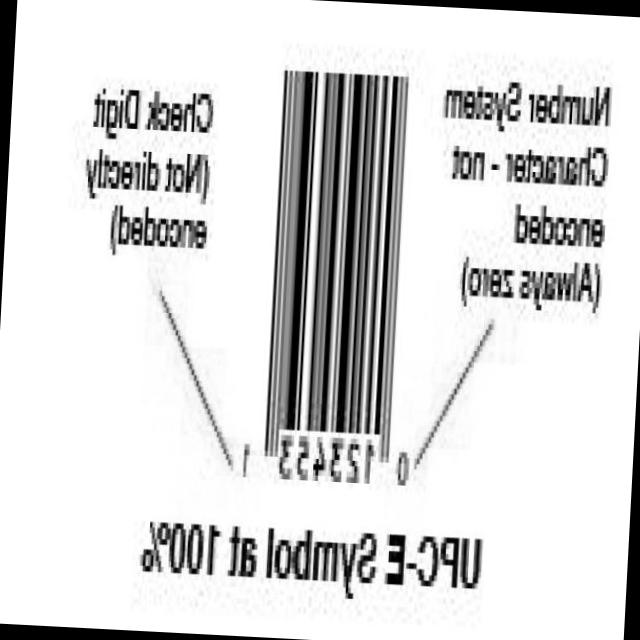 Number System
Character - not
encoded
(Always zero)
Check Digit
(Not directly
encoded)
0 123453 1
UPC-E Symbol at 100%